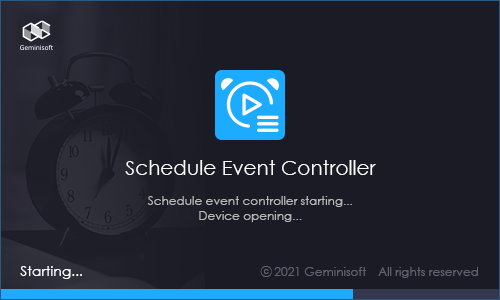 Geminisoft
Schedule Event Controller
Schedule event controller starting...
Device opening...
Starting...
© 2021 Geminisoft All rights reserved